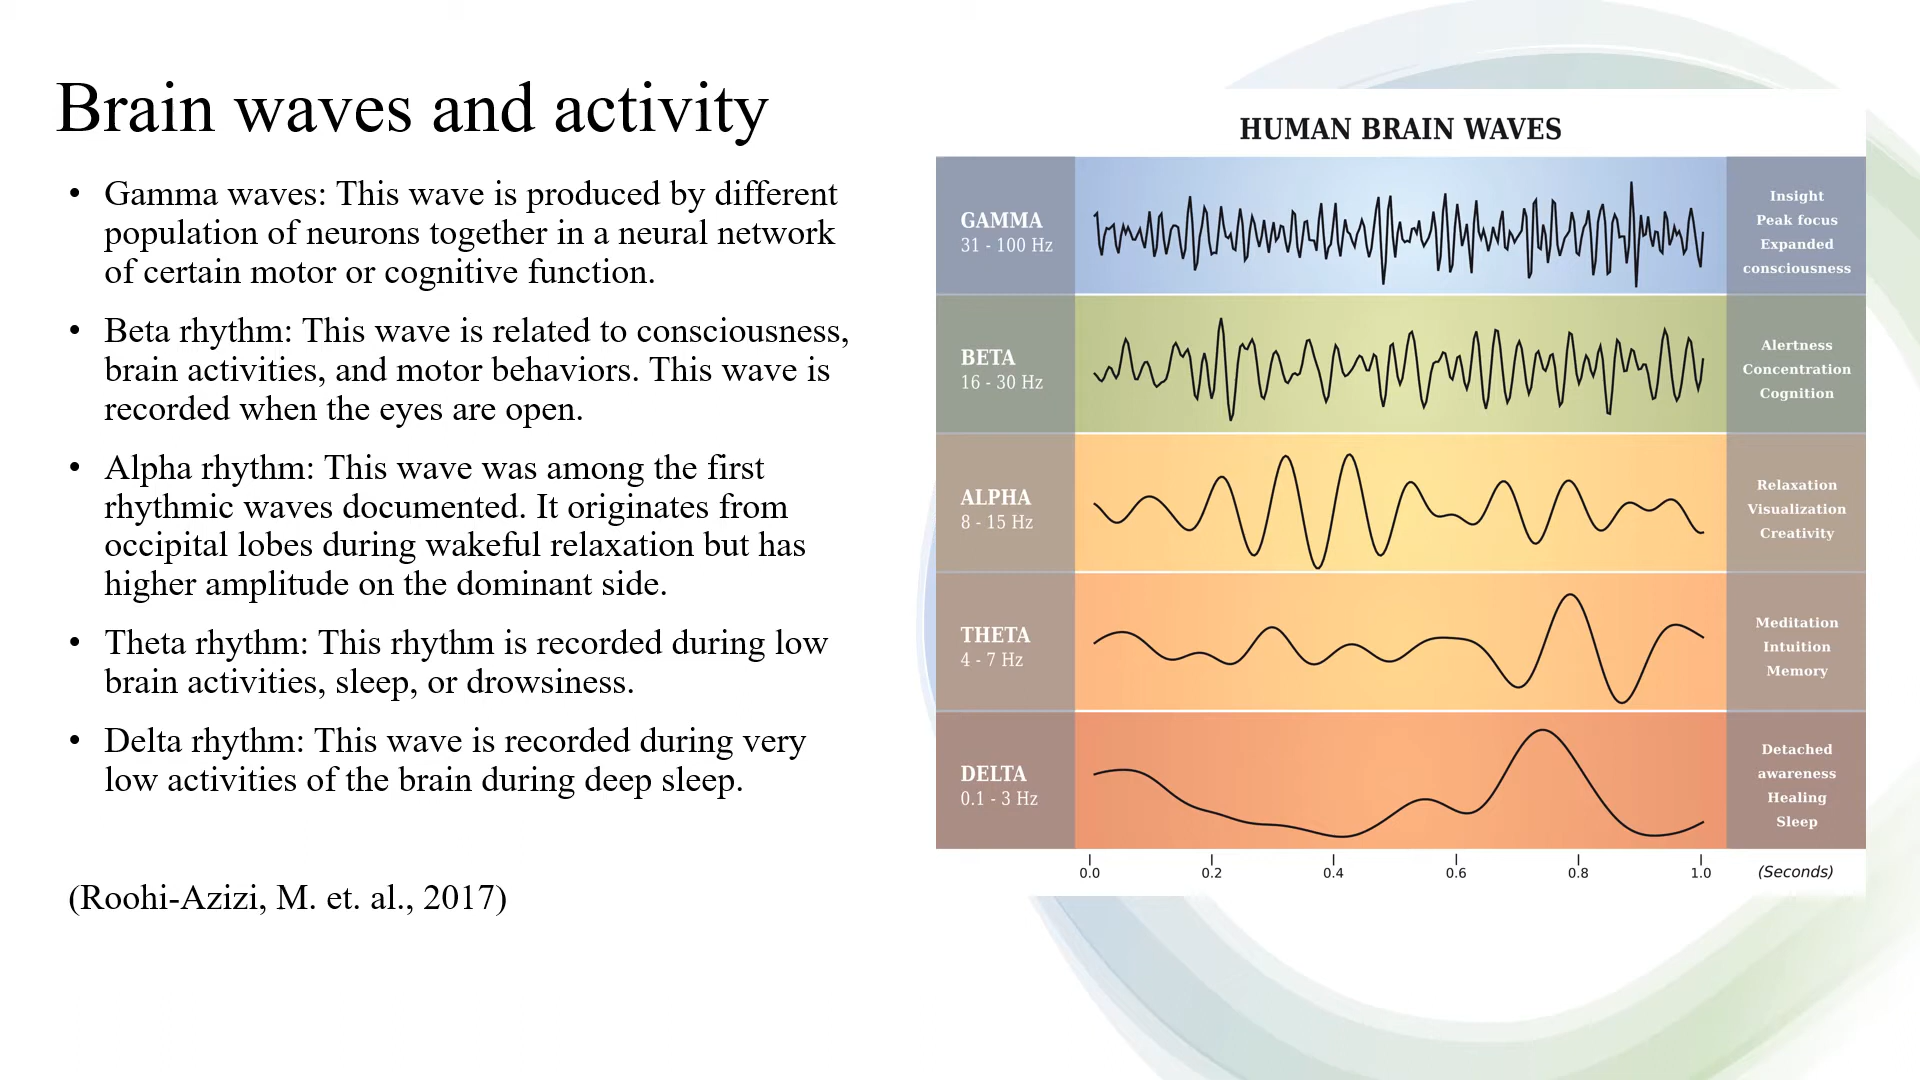 Brain waves and activity
• Gamma waves: This wave is produced by different
population of neurons together in a neural network
of certain motor or cognitive function.
• Beta rhythm: This wave is related to consciousness,
brain activities, and motor behaviors. This wave is
recorded when the eyes are open.
• Alpha rhythm: This wave was among the first
rhythmic waves documented. It originates from
occipital lobes during wakeful relaxation but has
higher amplitude on the dominant side.
• Theta rhythm: This rhythm is recorded during low
brain activities, sleep, or drowsiness.
• Delta rhythm: This wave is recorded during very
low activities of the brain during deep sleep.
(Roohi-Azizi, M. et. al., 2017)
HUMAN BRAIN WAVES
GAMMA
31 - 100 Hz
Insight
Peak focus
Expanded
consciousness
BETA
16 - 30 Hz
Alertness
Concentration
Cognition
ALPHA
8 - 15 Hz
Relaxation
Visualization
Creativity
THETA
4 - 7 Hz
Meditation
Intuition
Memory
DELTA
0.1 - 3 Hz
Detached
awareness
Healing
Sleep
0.0 0.2 0.4 0.6 0.8 1.0 (Seconds)